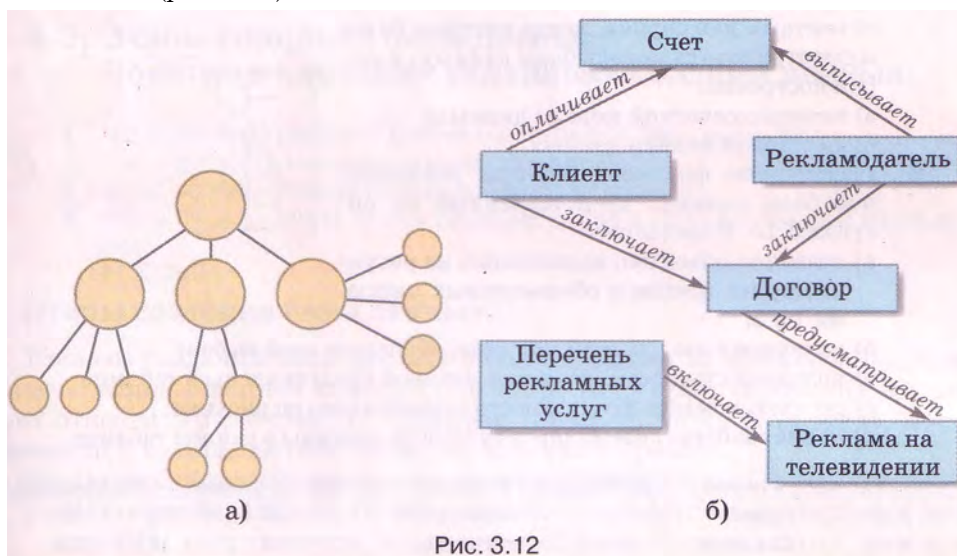 Счет
оплачивает
выписывает
Клиент
Рекламодатель
заключает
заключает
Договор
предусматривает
Перечень
рекламных
услуг
включает
Реклама на
телевидении
а)
б)
Рис. 3.12